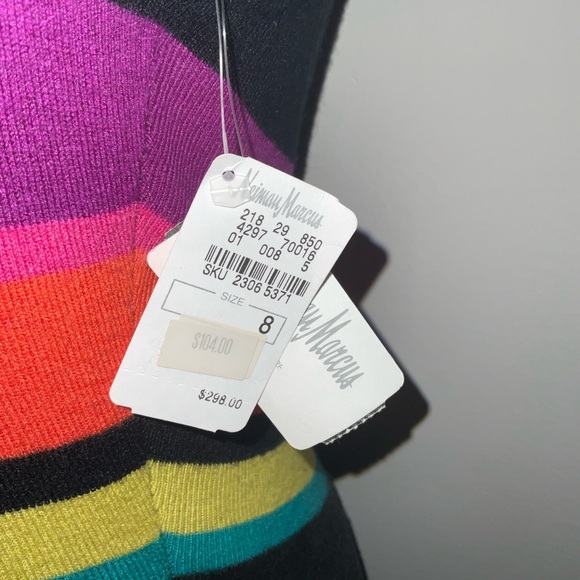 Neiman Marcus
218 29 850
4297 70016
01 008 5
SKU 2306 5371
SIZE
8
$104.00
$298.00
Marcus